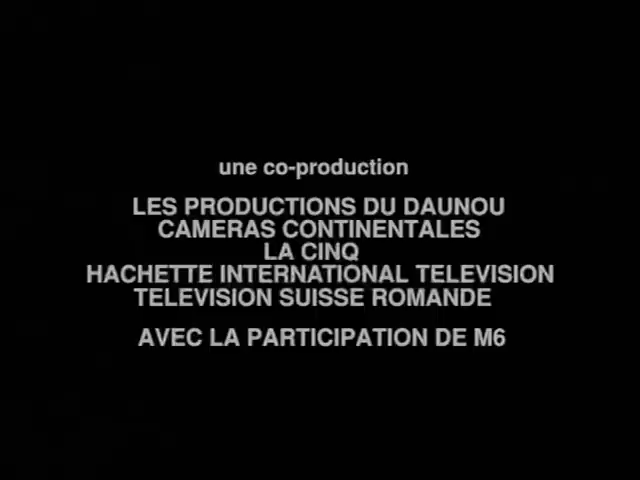 une co-production
LES PRODUCTIONS DU DAUNOU
CAMERAS CONTINENTALES
LA CINQ
HACHETTE INTERNATIONAL TELEVISION
TELEVISION SUISSE ROMANDE
AVEC LA PARTICIPATION DE M6